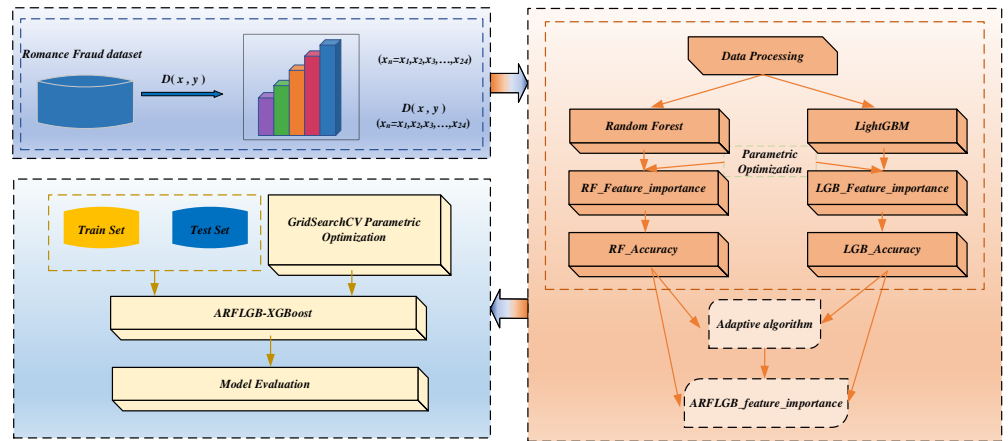 Romance Fraud dataset
D( x , y )
(xn=x1,x2,x3,…,x24)
D( x , y )
(xn=x1,x2,x3,…,x24)
Data Processing
Random Forest
LightGBM
Parametric
Optimization
RF_Feature_importance
LGB_Feature_importance
RF_Accuracy
LGB_Accuracy
Adaptive algorithm
ARFLGB_feature_importance
Train Set
Test Set
GridSearchCV Parametric
Optimization
ARFLGB-XGBoost
Model Evaluation